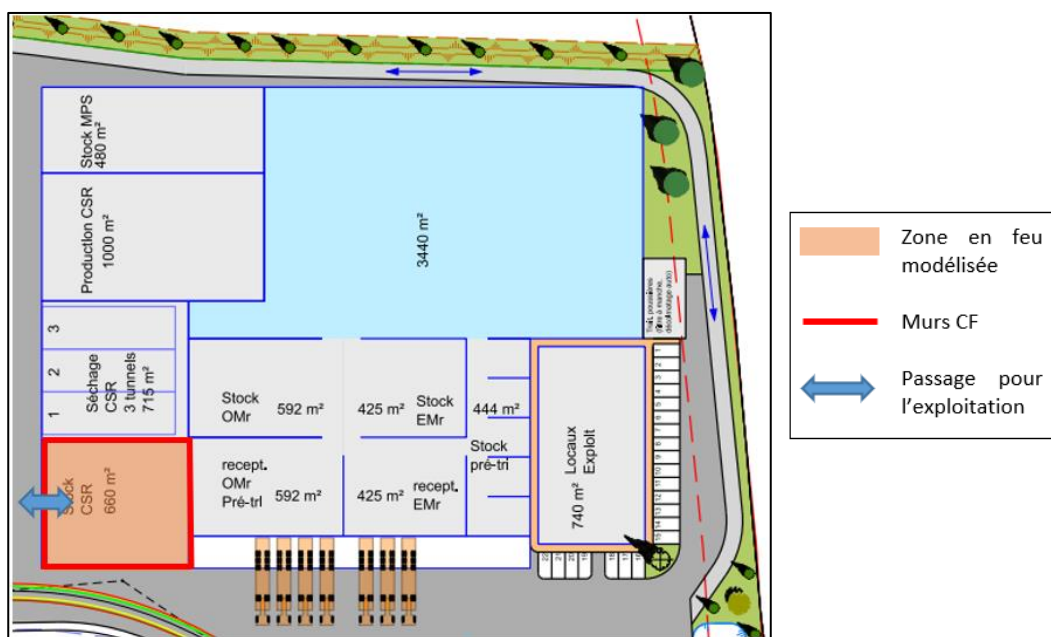 Stock MPS
480 m²
Production CSR
1000 m²
3440 m²
1
2
3
Séchage
CSR
3 tunnels
715 m²
Stock
CSR
660 m²
Stock
OMr
592 m²
425 m²
Stock
EMr
444 m²
Stock
pré-tri
recept.
OMr
Pré-tri
592 m²
425 m²
recept.
EMr
Locaux
Exploit
740 m²
Zone en feu
modélisée
Murs CF
Passage pour
l'exploitation